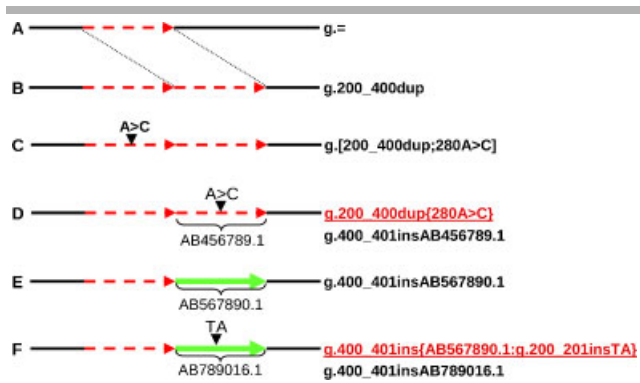 A g.=
B g.200_400dup
A>C
C g.[200_400dup;280A>C]
A>C
D g.200_400dup{280A>C}
AB456789.1 g.400_401insAB456789.1
E g.400_401insAB567890.1
AB567890.1
TA
F g.400_401ins{AB567890.1:g.200_201insTA}
AB789016.1 g.400_401insAB789016.1